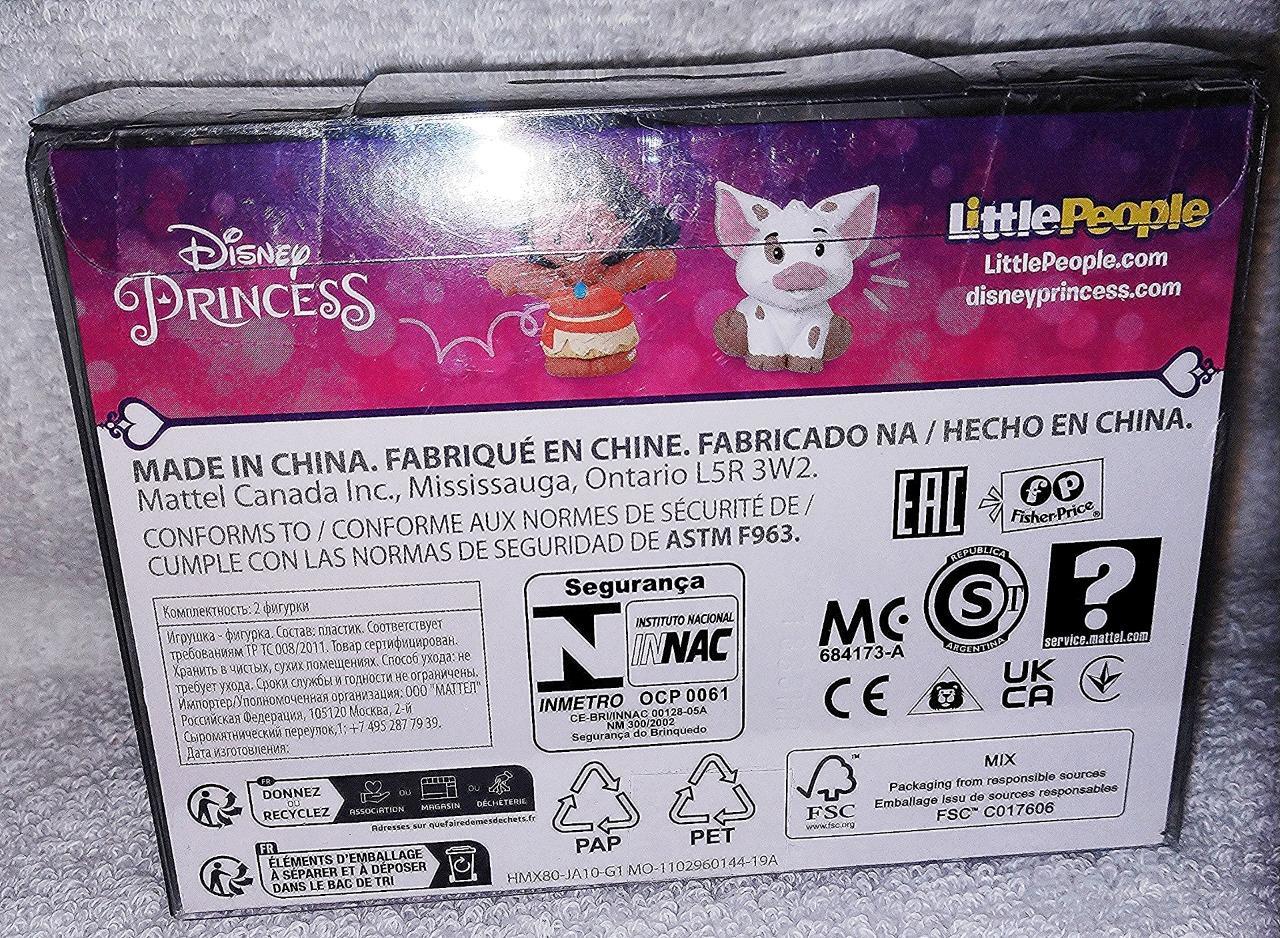 Disney
PRINCESS
LittlePeople
LittlePeople.com
disneyprincess.com
MADE IN CHINA. FABRIQUÉ EN CHINE. FABRICADO NA / HECHO EN CHINA.
Mattel Canada Inc., Mississauga, Ontario L5R 3W2.
CONFORMS TO / CONFORME AUX NORMES DE SÉCURITÉ DE /
CUMPLE CON LAS NORMAS DE SEGURIDAD DE ASTM F963.
EAC
fp
Fisher-Price®
Комплектность: 2 фигурки
Игрушка - фигурка. Состав: пластик. Соответствует
требованиям ТР ТС 008/2011. Товар сертифицирован.
Хранить в чистых, сухих помещениях. Способ ухода: не
требует ухода. Сроки службы и годности не ограничены.
Импортер/Уполномоченная организация: ООО "МАТТЕЛ"
Российская Федерация, 105120 Москва, 2-й
Сыромятнический переулок,1: +7 495 287 79 39.
Дата изготовления:
Segurança
INSTITUTO NACIONAL
INNAC
INMETRO OCP 0061
CE-BRI/INNAC 00128-05A
NM 300/2002
Segurança do Brinquedo
MC
684173-A
REPUBLICA
S T
ARGENTINA
?
service.mattel.com
CE
UK
CA
FR
DONNEZ
OU
RECYCLEZ
ASSOCIATION OU MAGASIN OU DÉCHÈTERIE
Adresses sur quefairedemesdechets.fr
FR
ÉLÉMENTS D'EMBALLAGE
À SÉPARER ET À DÉPOSER
DANS LE BAC DE TRI
PAP
PET
FSC™
www.fsc.org
MIX
Packaging from responsible sources
Emballage issu de sources responsables
FSC™ C017606
HMX80-JA10-G1 MO-1102960144-19A